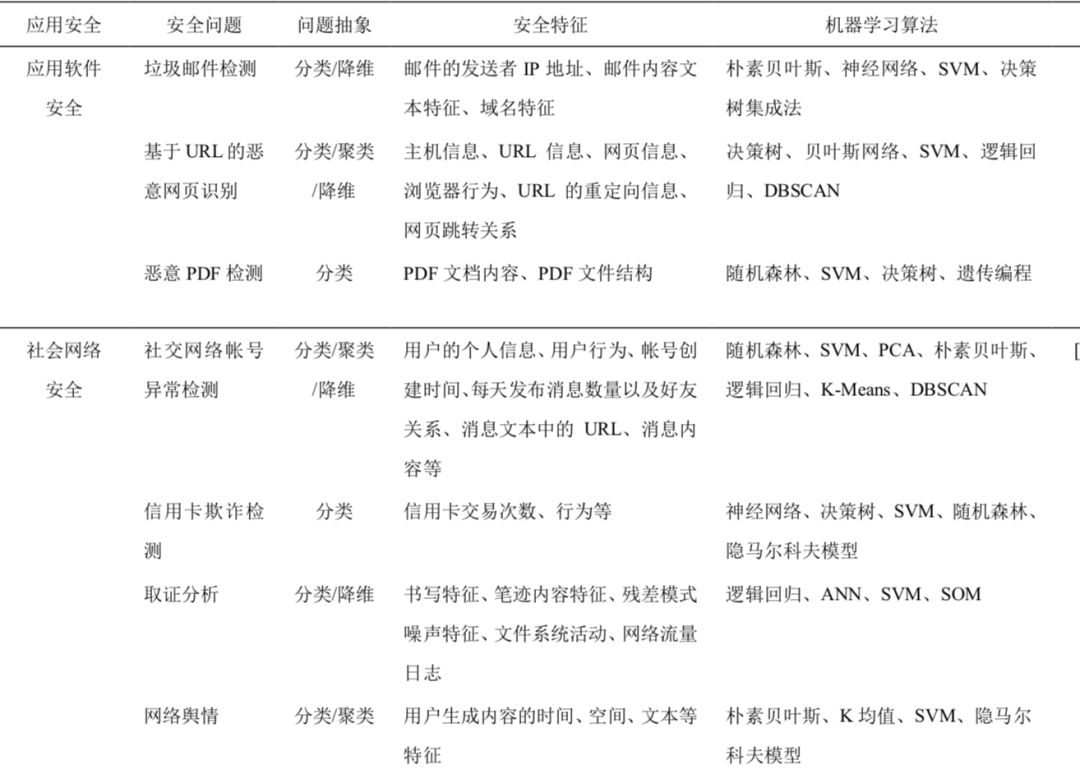 应用安全 安全问题 问题抽象 安全特征 机器学习算法
应用软件 垃圾邮件检测 分类/降维 邮件的发送者 IP 地址、邮件内容文 朴素贝叶斯、神经网络、SVM、决策
安全 本特征、域名特征 树集成法
基于 URL 的恶 分类/聚类 主机信息、URL 信息、网页信息、 决策树、贝叶斯网络、SVM、逻辑回
意网页识别 /降维 浏览器行为、URL 的重定向信息、 归、DBSCAN
网页跳转关系
恶意 PDF 检测 分类 PDF 文档内容、PDF 文件结构 随机森林、SVM、决策树、遗传编程
社会网络 社交网络帐号 分类/聚类 用户的个人信息、用户行为、帐号创 随机森林、SVM、PCA、朴素贝叶斯、 [
安全 异常检测 /降维 建时间、每天发布消息数量以及好友 逻辑回归、K-Means、DBSCAN
关系、消息文本中的 URL、消息内
容等
信用卡欺诈检 分类 信用卡交易次数、行为等 神经网络、决策树、SVM、随机森林、
测 隐马尔科夫模型
取证分析 分类/降维 书写特征、笔迹内容特征、残差模式 逻辑回归、ANN、SVM、SOM
噪声特征、文件系统活动、网络流量
日志
网络舆情 分类/聚类 用户生成内容的时间、空间、文本等 朴素贝叶斯、K 均值、SVM、隐马尔
特征 科夫模型